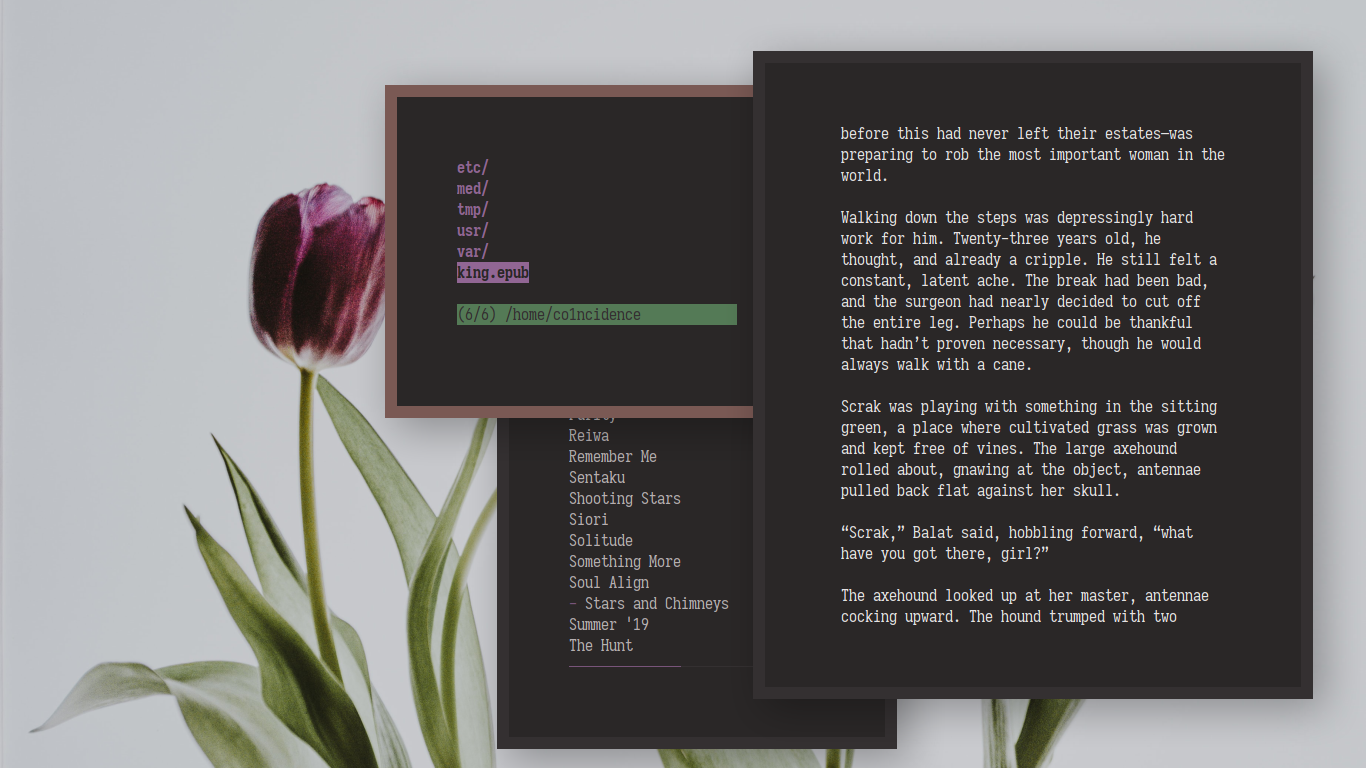 etc/
med/
tmp/
usr/
var/
king.epub
(6/6) /home/co1ncidence
Reiwa
Remember Me
Sentaku
Shooting Stars
Siori
Solitude
Something More
Soul Align
- Stars and Chimneys
Summer '19
The Hunt
before this had never left their estates—was
preparing to rob the most important woman in the
world.
Walking down the steps was depressingly hard
work for him. Twenty-three years old, he
thought, and already a cripple. He still felt a
constant, latent ache. The break had been bad,
and the surgeon had nearly decided to cut off
the entire leg. Perhaps he could be thankful
that hadn’t proven necessary, though he would
always walk with a cane.
Scrak was playing with something in the sitting
green, a place where cultivated grass was grown
and kept free of vines. The large axehound
rolled about, gnawing at the object, antennae
pulled back flat against her skull.
“Scrak,” Balat said, hobbling forward, “what
have you got there, girl?”
The axehound looked up at her master, antennae
cocking upward. The hound trumped with two